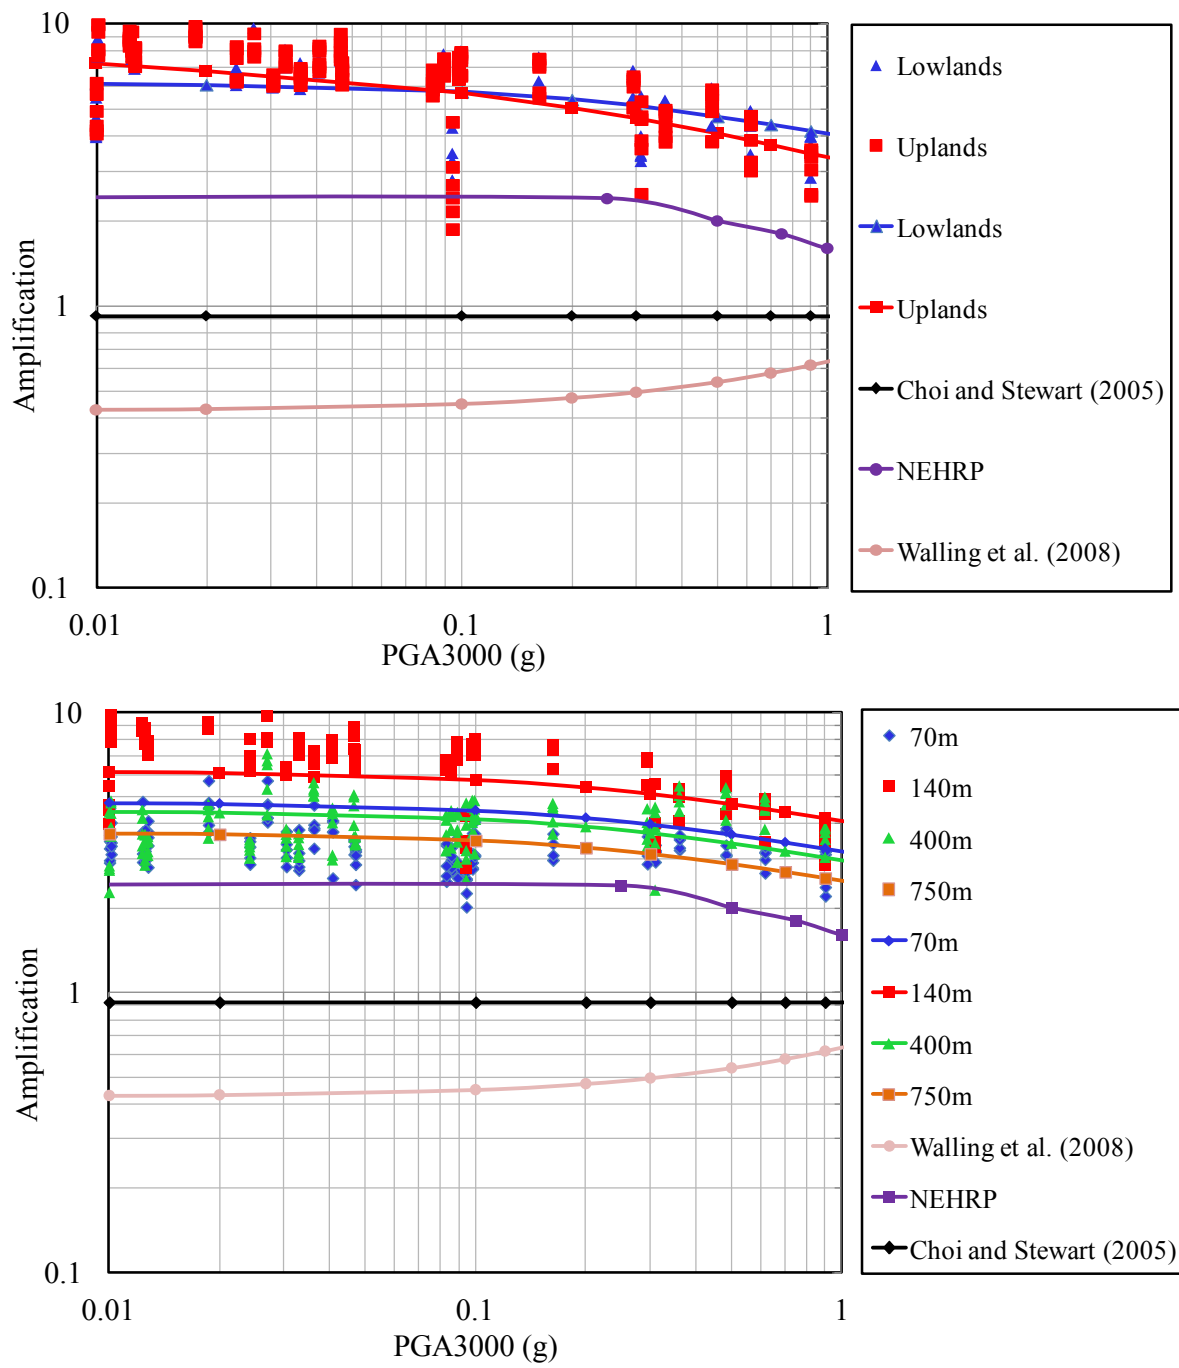 10
1
0.1
Amplification
0.01
0.1
1
PGA3000 (g)
Lowlands
Uplands
Lowlands
Uplands
Choi and Stewart (2005)
NEHRP
Walling et al. (2008)
10
1
0.1
Amplification
0.01
0.1
1
PGA3000 (g)
70m
140m
400m
750m
70m
140m
400m
750m
Walling et al. (2008)
NEHRP
Choi and Stewart (2005)